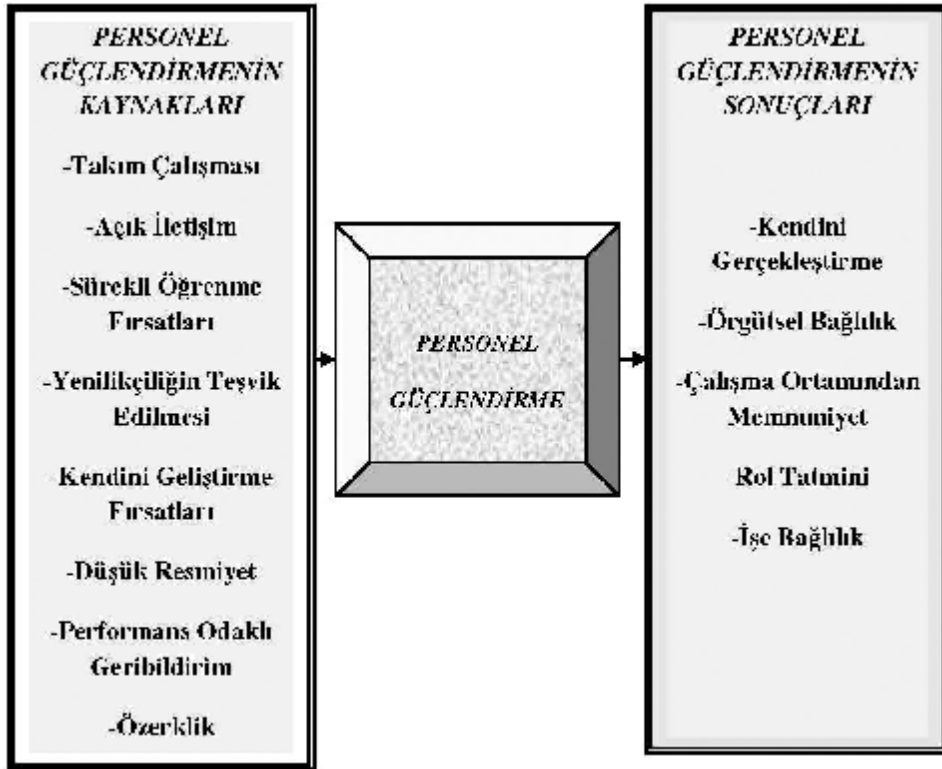 PERSONEL
GÜÇLENDİRMENİN
KAYNAKLARI
-Takım Çalışması
-Açık İletişim
-Sürekli Öğrenme
Fırsatları
-Yenilikçiliğin Teşvik
Edilmesi
-Kendini Geliştirme
Fırsatları
-Düşük Resmiyet
-Performans Odaklı
Geribildirim
-Özerklik
PERSONEL
GÜÇLENDİRME
PERSONEL
GÜÇLENDİRMENİN
SONUÇLARI
-Kendini
Gerçekleştirme
-Örgütsel Bağlılık
-Çalışma Ortamından
Memnuniyet
-Rol Tatmini
-İşe Bağlılık